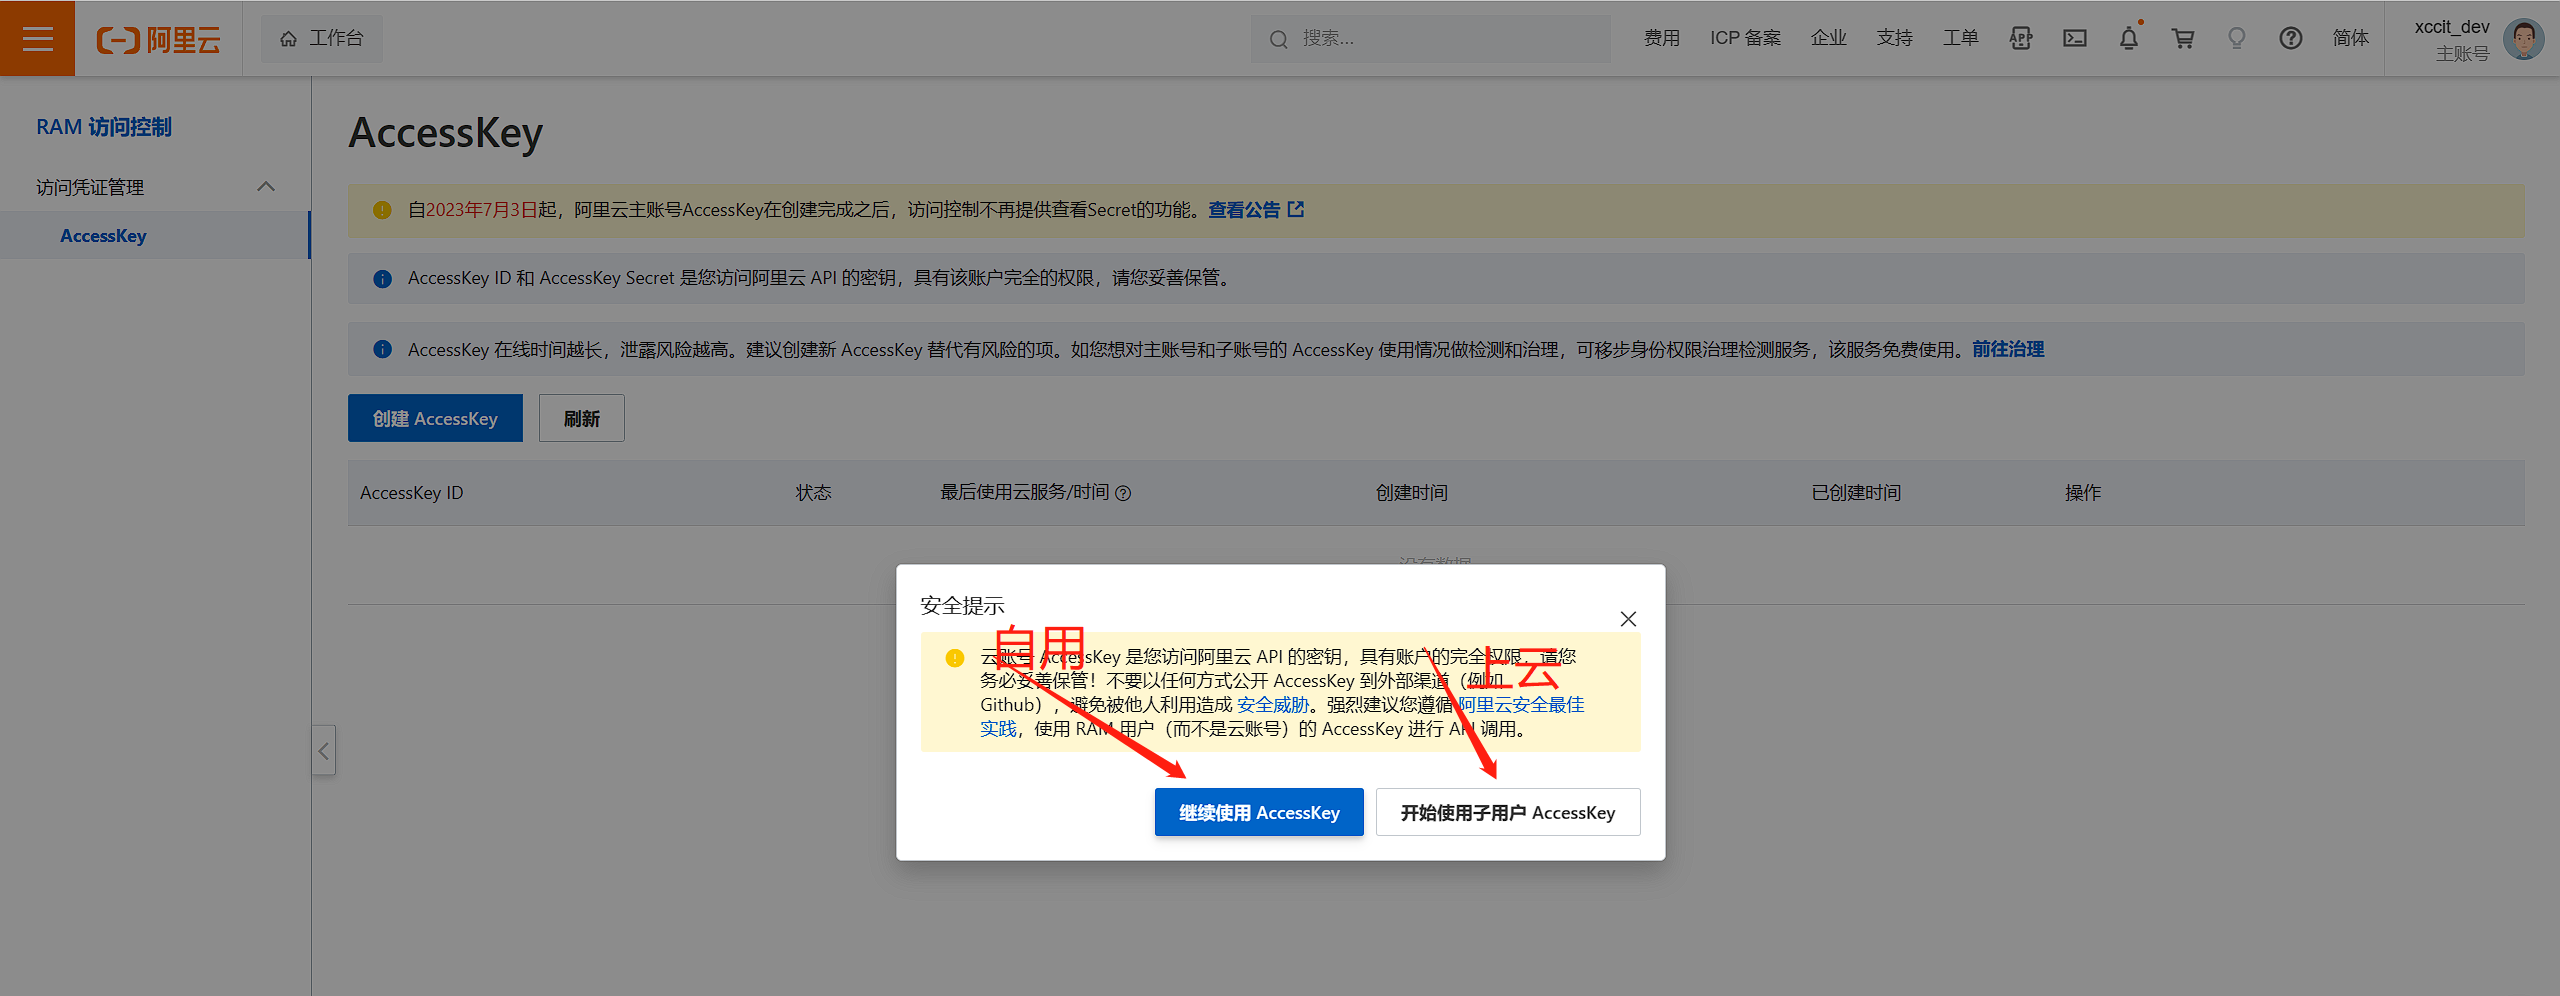 阿里云
工作台
搜索...
费用
ICP 备案
企业
支持
工单
简体
xccit_dev
主账号
RAM 访问控制
访问凭证管理
AccessKey
AccessKey
自2023年7月3日起，阿里云主账号AccessKey在创建完成之后，访问控制不再提供查看Secret的功能。查看公告
AccessKey ID 和 AccessKey Secret 是您访问阿里云 API 的密钥，具有该账户完全的权限，请您妥善保管。
AccessKey 在线时间越长，泄露风险越高。建议创建新 AccessKey 替代有风险的项。如您想对主账号和子账号的 AccessKey 使用情况做检测和治理，可移步身份权限治理检测服务，该服务免费使用。前往治理
创建 AccessKey
刷新
AccessKey ID
状态
最后使用云服务/时间
创建时间
已创建时间
操作
没有数据
安全提示
自用
上云
云账号 AccessKey 是您访问阿里云 API 的密钥，具有账户的完全权限，请您
务必妥善保管！不要以任何方式公开 AccessKey 到外部渠道（例如
Github），避免被他人利用造成 安全威胁。强烈建议您遵循 阿里云安全最佳
实践，使用 RAM 用户（而不是云账号）的 AccessKey 进行 API 调用。
继续使用 AccessKey
开始使用子用户 AccessKey